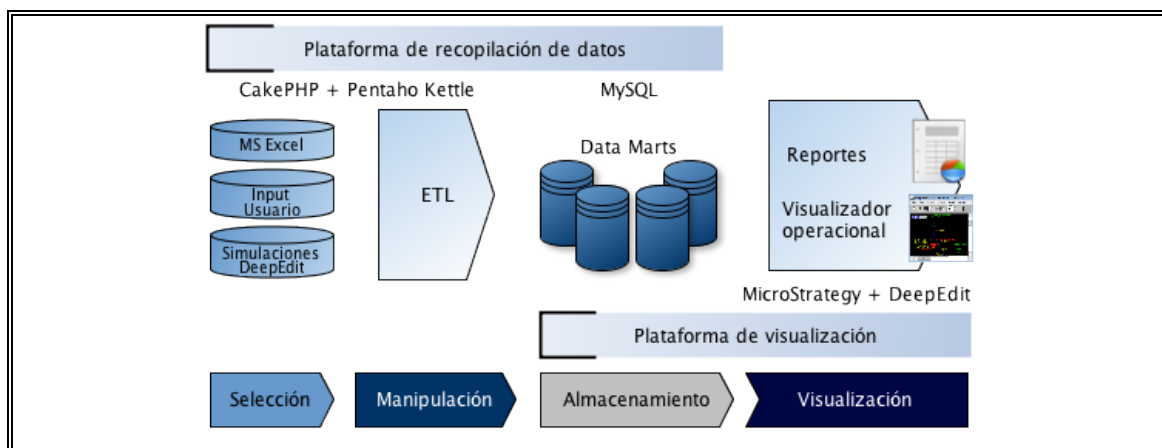 Plataforma de recopilación de datos
CakePHP + Pentaho Kettle
MySQL
MS Excel
Input
Usuario
Simulaciones
DeepEdit
ETL
Data Marts
Reportes
Visualizador
operacional
MicroStrategy + DeepEdit
Plataforma de visualización
Selección
Manipulación
Almacenamiento
Visualización